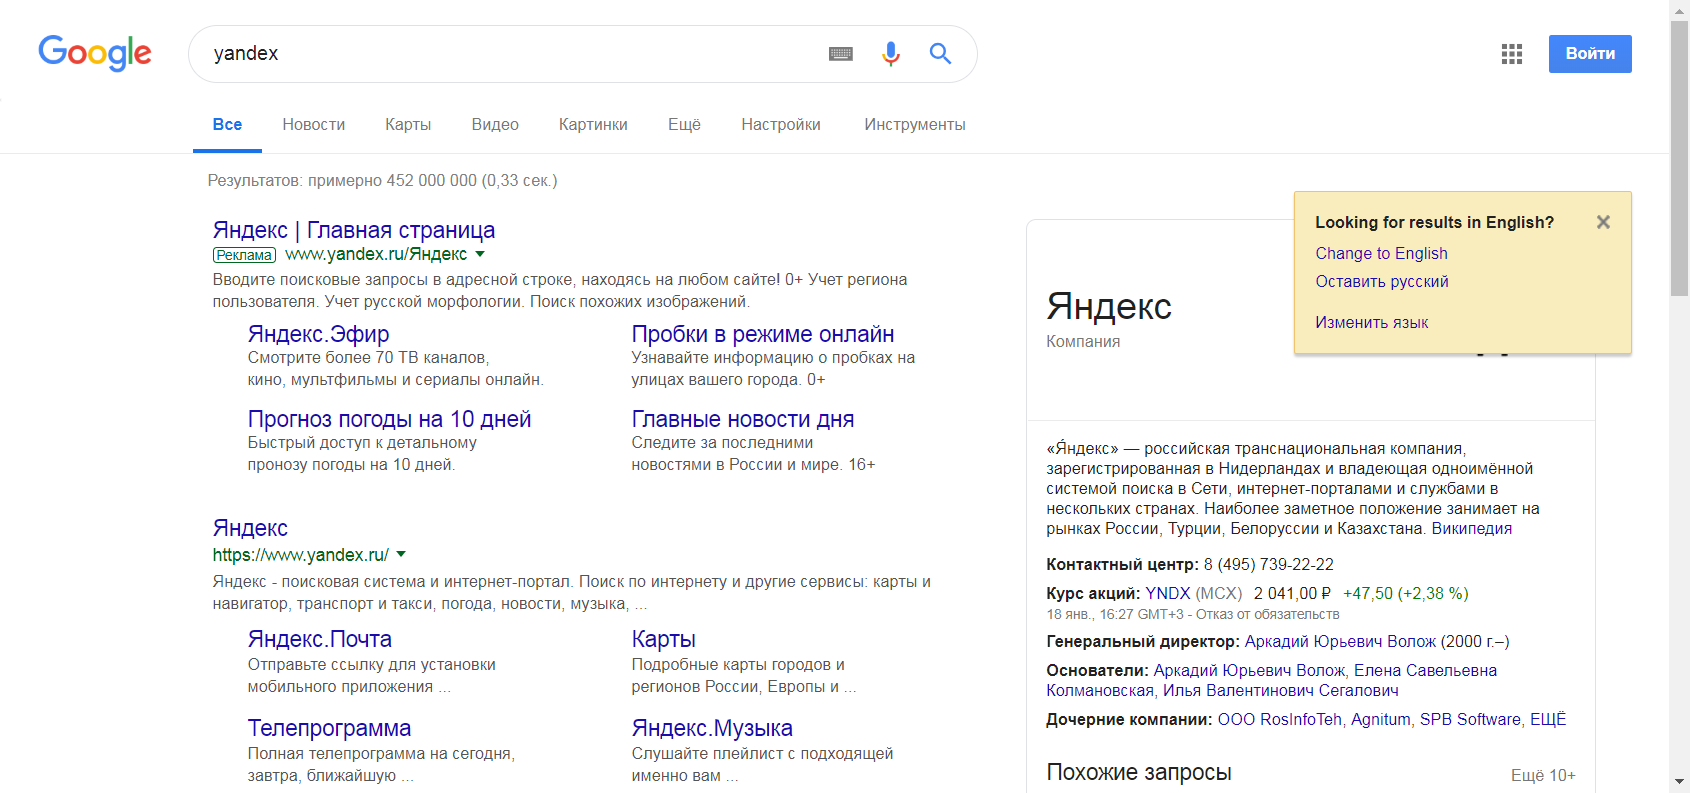 Google
yandex
Войти
Все Новости Карты Видео Картинки Ещё Настройки Инструменты
Результатов: примерно 452 000 000 (0,33 сек.)
Яндекс | Главная страница
Реклама www.yandex.ru/Яндекс
Вводите поисковые запросы в адресной строке, находясь на любом сайте! 0+ Учет региона
пользователя. Учет русской морфологии. Поиск похожих изображений.
Яндекс.Эфир
Смотрите более 70 ТВ каналов,
кино, мультфильмы и сериалы онлайн.
Пробки в режиме онлайн
Узнавайте информацию о пробках на
улицах вашего города. 0+
Прогноз погоды на 10 дней
Быстрый доступ к детальному
пронозу погоды на 10 дней.
Главные новости дня
Следите за последними
новостями в России и мире. 16+
Яндекс
https://www.yandex.ru/
Яндекс - поисковая система и интернет-портал. Поиск по интернету и другие сервисы: карты и
навигатор, транспорт и такси, погода, новости, музыка, ...
Яндекс.Почта
Отправьте ссылку для установки
мобильного приложения ...
Карты
Подробные карты городов и
регионов России, Европы и ...
Телепрограмма
Полная телепрограмма на сегодня,
завтра, ближайшую ...
Яндекс.Музыка
Слушайте плейлист с подходящей
именно вам ...
Looking for results in English?
Change to English
Оставить русский
Изменить язык
Яндекс
Компания
«Я́ндекс» — российская транснациональная компания,
зарегистрированная в Нидерландах и владеющая одноимённой
системой поиска в Сети, интернет-порталами и службами в
нескольких странах. Наиболее заметное положение занимает на
рынках России, Турции, Белоруссии и Казахстана. Википедия
Контактный центр: 8 (495) 739-22-22
Курс акций: YNDX (MCX) 2 041,00 ₽ +47,50 (+2,38 %)
18 янв., 16:27 GMT+3 - Отказ от обязательств
Генеральный директор: Аркадий Юрьевич Волож (2000 г.–)
Основатели: Аркадий Юрьевич Волож, Елена Савельевна
Колмановская, Илья Валентинович Сегалович
Дочерние компании: ООО RosInfoTeh, Agnitum, SPB Software, ЕЩЁ
Похожие запросы
Ещё 10+